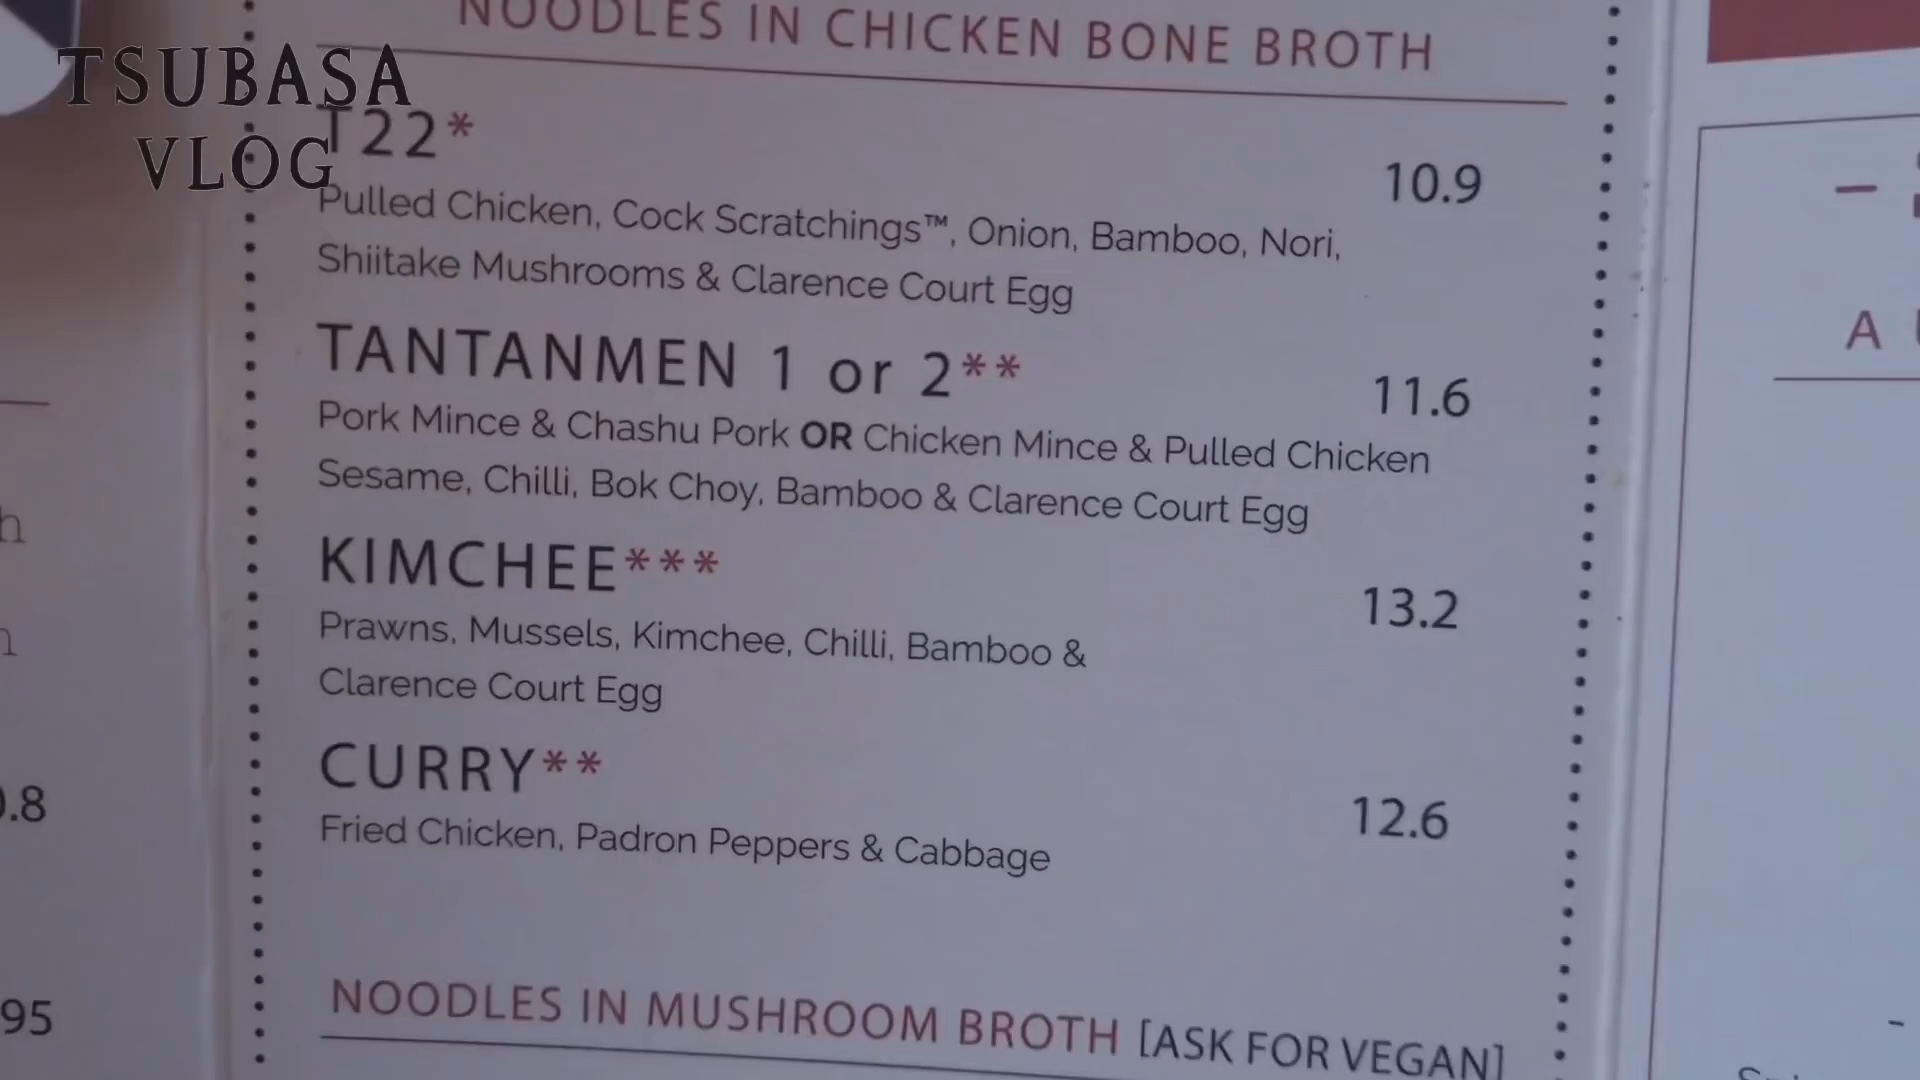 TSUBASA
VLOG
NOODLES IN CHICKEN BONE BROTH
T22*
10.9
Pulled Chicken, Cock Scratchings™, Onion, Bamboo, Nori,
Shiitake Mushrooms & Clarence Court Egg
TANTANMEN 1 or 2**
11.6
Pork Mince & Chashu Pork OR Chicken Mince & Pulled Chicken
Sesame, Chilli, Bok Choy, Bamboo & Clarence Court Egg
KIMCHEE***
13.2
Prawns, Mussels, Kimchee, Chilli, Bamboo &
Clarence Court Egg
CURRY**
12.6
Fried Chicken, Padron Peppers & Cabbage
NOODLES IN MUSHROOM BROTH [ASK FOR VEGAN]